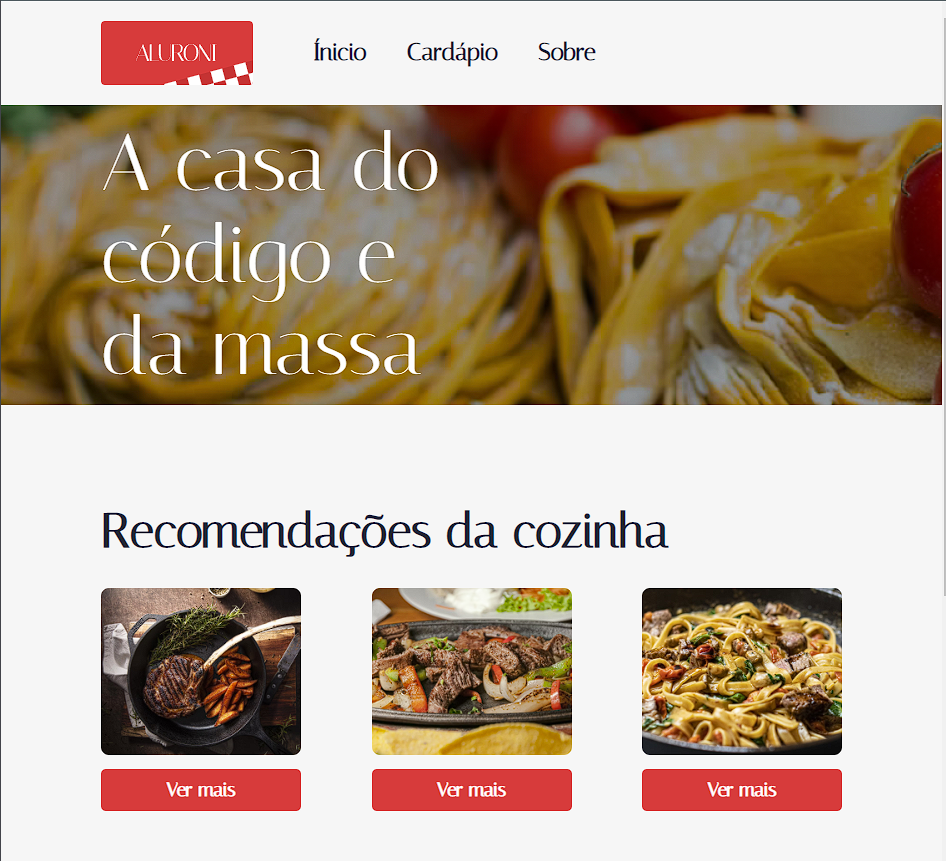 ALURONI
Ínicio Cardápio Sobre
A casa do
código e
da massa
Recomendações da cozinha
Ver mais Ver mais Ver mais